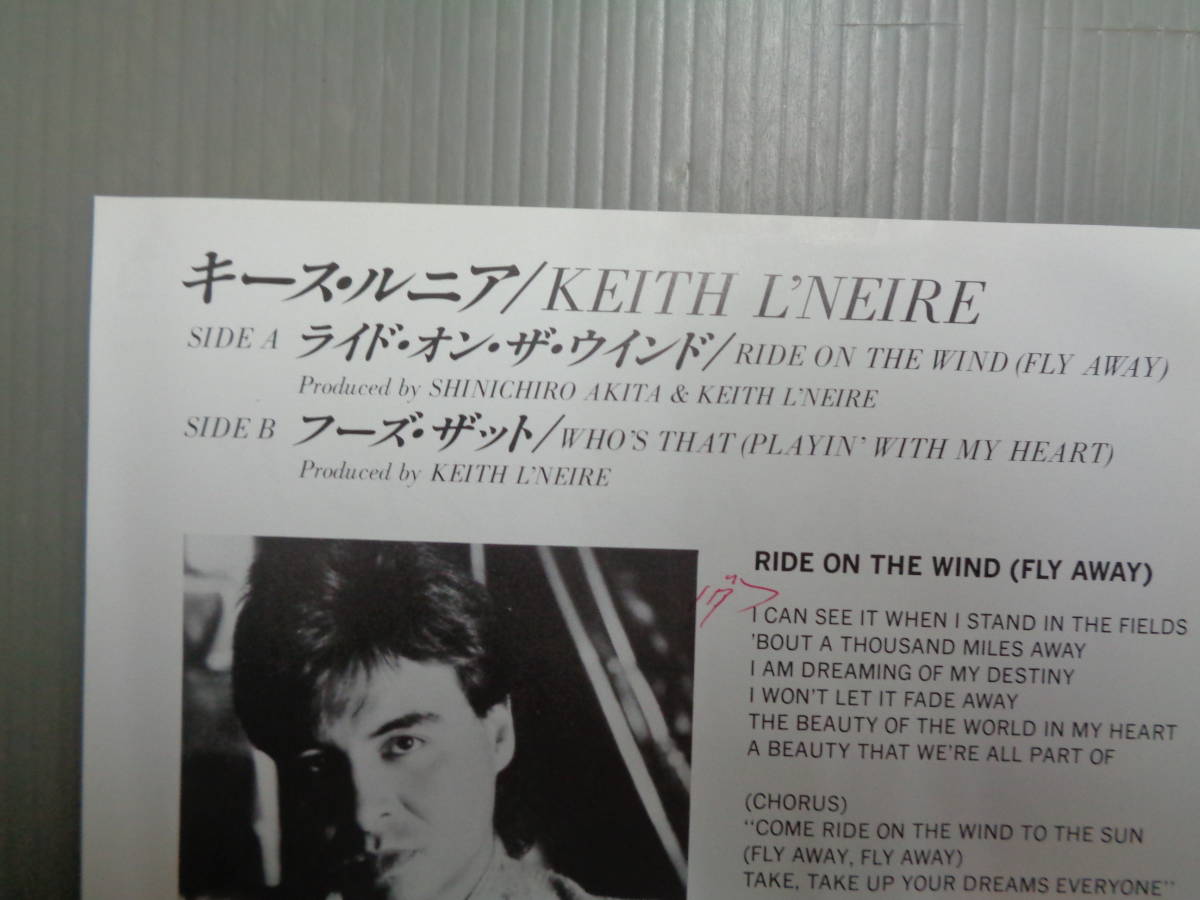 キース・ルニア/KEITH L'NEIRE
SIDE A ライド・オン・ザ・ウインド/RIDE ON THE WIND (FLY AWAY)
Produced by SHINICHIRO AKITA & KEITH L'NEIRE
SIDE B フーズ・ザット/WHO'S THAT (PLAYIN' WITH MY HEART)
Produced by KEITH L'NEIRE
RIDE ON THE WIND (FLY AWAY)
I CAN SEE IT WHEN I STAND IN THE FIELDS
'BOUT A THOUSAND MILES AWAY
I AM DREAMING OF MY DESTINY
I WON'T LET IT FADE AWAY
THE BEAUTY OF THE WORLD IN MY HEART
A BEAUTY THAT WE'RE ALL PART OF
(CHORUS)
"COME RIDE ON THE WIND TO THE SUN
(FLY AWAY, FLY AWAY)
TAKE, TAKE UP YOUR DREAMS EVERYONE"